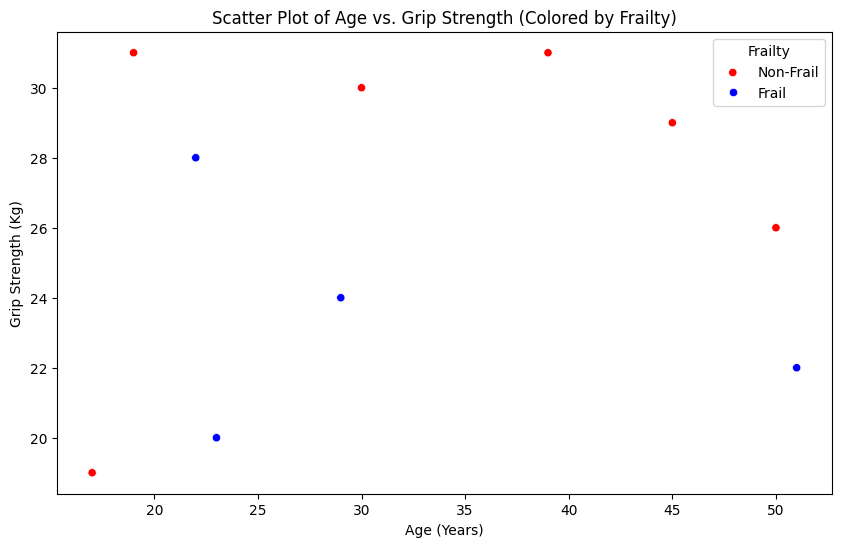 Scatter Plot of Age vs. Grip Strength (Colored by Frailty)
Frailty
Non-Frail
Frail
Grip Strength (Kg)
30
28
26
24
22
20
20 25 30 35 40 45 50
Age (Years)